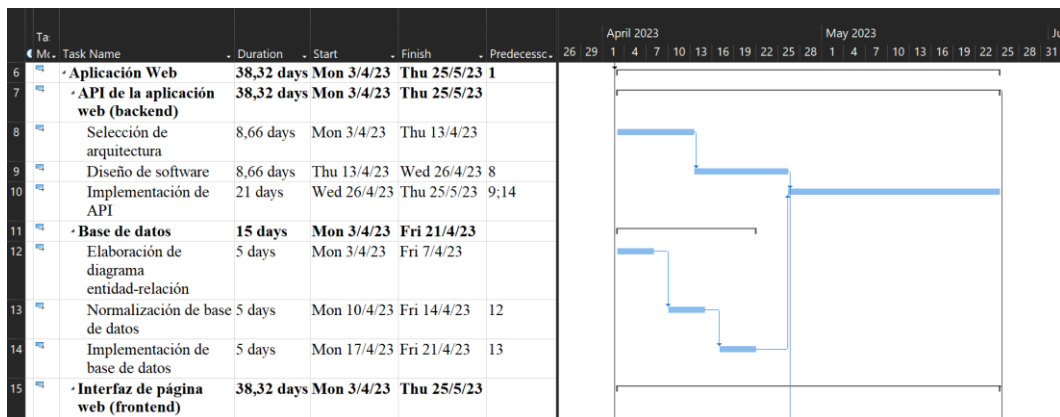 Ta:
Mc
Task Name
Duration
Start
Finish
Predecessc
April 2023
May 2023
Ju
26 29 1 4 7 10 13 16 19 22 25 28 1 4 7 10 13 16 19 22 25 28 31
6 Aplicación Web 38,32 days Mon 3/4/23 Thu 25/5/23 1
7 API de la aplicación 38,32 days Mon 3/4/23 Thu 25/5/23
web (backend)
8 Selección de 8,66 days Mon 3/4/23 Thu 13/4/23
arquitectura
9 Diseño de software 8,66 days Thu 13/4/23 Wed 26/4/23 8
10 Implementación de 21 days Wed 26/4/23 Thu 25/5/23 9;14
API
11 Base de datos 15 days Mon 3/4/23 Fri 21/4/23
12 Elaboración de 5 days Mon 3/4/23 Fri 7/4/23
diagrama
entidad-relación
13 Normalización de base 5 days Mon 10/4/23 Fri 14/4/23 12
de datos
14 Implementación de 5 days Mon 17/4/23 Fri 21/4/23 13
base de datos
15 Interfaz de página 38,32 days Mon 3/4/23 Thu 25/5/23
web (frontend)